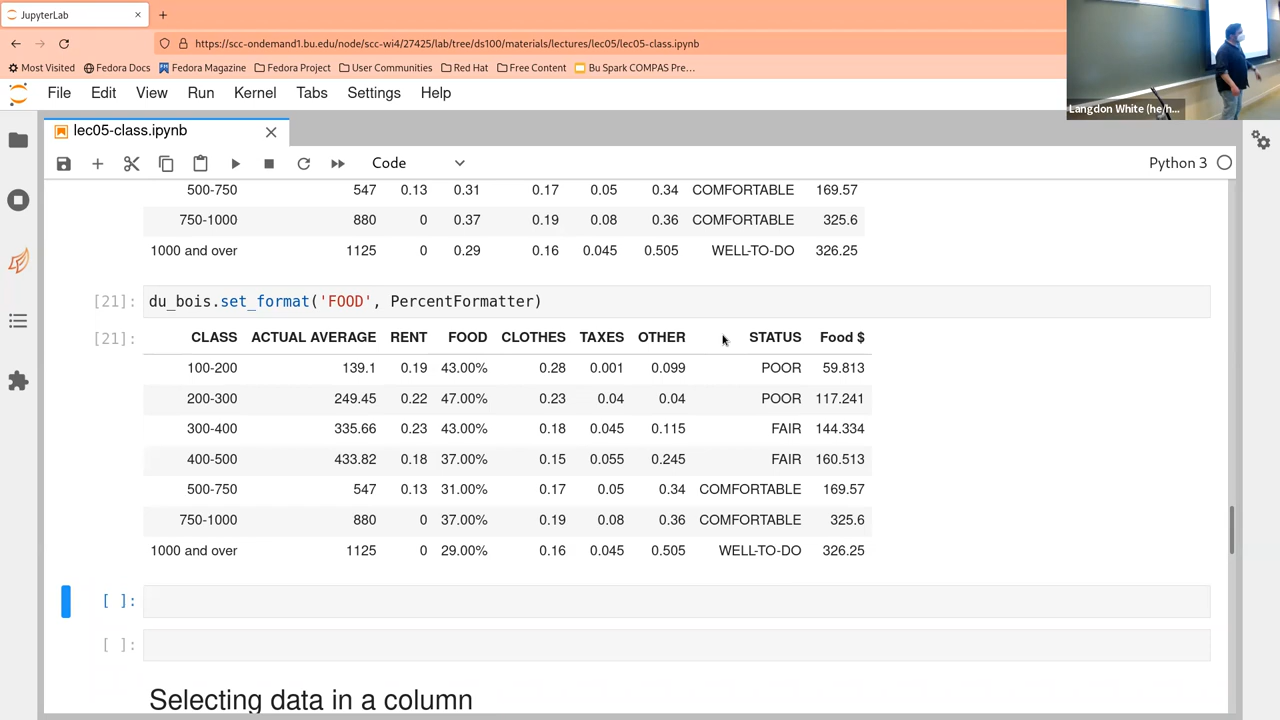 JupyterLab
https://scc-ondemand1.bu.edu/node/scc-wi4/27425/lab/tree/ds100/materials/lectures/lec05/lec05-class.ipynb
Most Visited Fedora Docs Fedora Magazine Fedora Project User Communities Red Hat Free Content Bu Spark COMPAS Pre…
Langdon White (he/h...
File Edit View Run Kernel Tabs Settings Help
lec05-class.ipynb
Code Python 3
500-750 547 0.13 0.31 0.17 0.05 0.34 COMFORTABLE 169.57
750-1000 880 0 0.37 0.19 0.08 0.36 COMFORTABLE 325.6
1000 and over 1125 0 0.29 0.16 0.045 0.505 WELL-TO-DO 326.25
[21]: du_bois.set_format('FOOD', PercentFormatter)
[21]: CLASS ACTUAL AVERAGE RENT FOOD CLOTHES TAXES OTHER STATUS Food $
100-200 139.1 0.19 43.00% 0.28 0.001 0.099 POOR 59.813
200-300 249.45 0.22 47.00% 0.23 0.04 0.04 POOR 117.241
300-400 335.66 0.23 43.00% 0.18 0.045 0.115 FAIR 144.334
400-500 433.82 0.18 37.00% 0.15 0.055 0.245 FAIR 160.513
500-750 547 0.13 31.00% 0.17 0.05 0.34 COMFORTABLE 169.57
750-1000 880 0 37.00% 0.19 0.08 0.36 COMFORTABLE 325.6
1000 and over 1125 0 29.00% 0.16 0.045 0.505 WELL-TO-DO 326.25
[ ]:
[ ]:
Selecting data in a column